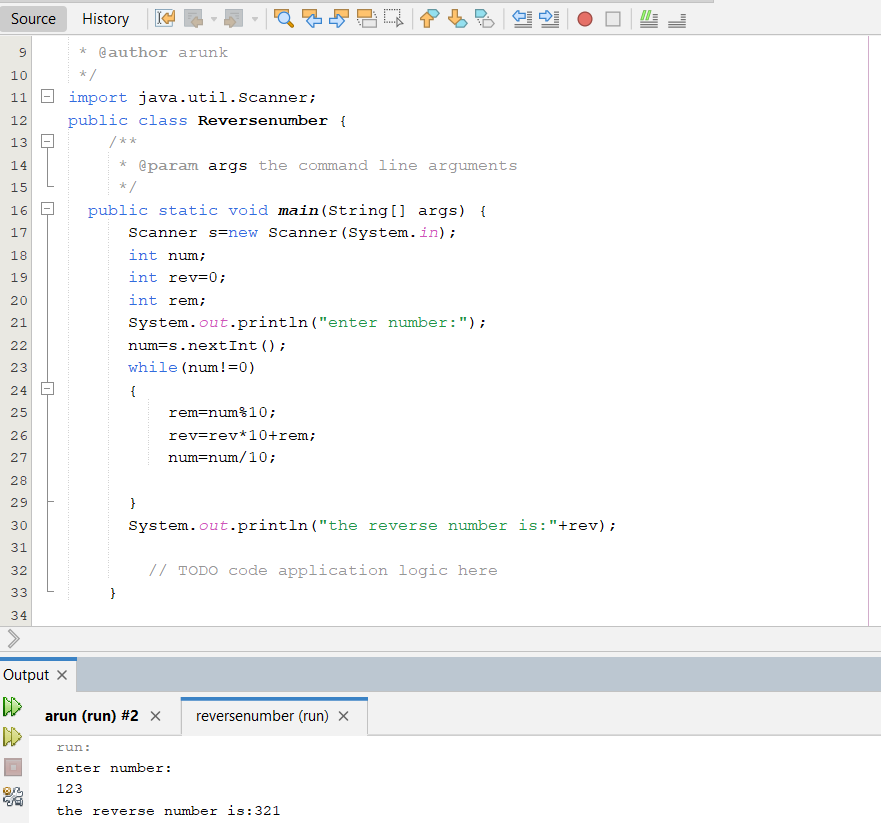 Source History
9 * @author arunk
10 */
11 import java.util.Scanner;
12 public class Reversenumber {
13 /**
14 * @param args the command line arguments
15 */
16 public static void main(String[] args) {
17 Scanner s=new Scanner(System.in);
18 int num;
19 int rev=0;
20 int rem;
21 System.out.println("enter number:");
22 num=s.nextInt();
23 while(num!=0)
24 {
25 rem=num%10;
26 rev=rev*10+rem;
27 num=num/10;
28
29 }
30 System.out.println("the reverse number is:"+rev);
31
32 // TODO code application logic here
33 }
34
Output
arun (run) #2 reversenumber (run)
run:
enter number:
123
the reverse number is:321